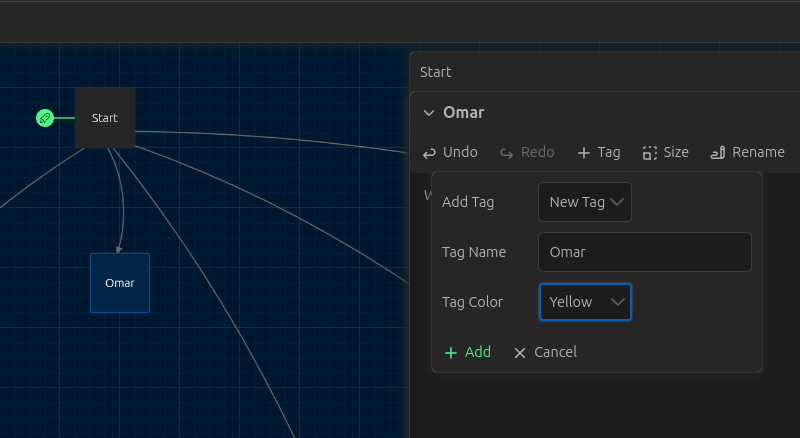 Start
Omar
Start
Omar
Undo Redo Tag Size Rename
Add Tag New Tag
Tag Name Omar
Tag Color Yellow
Add Cancel